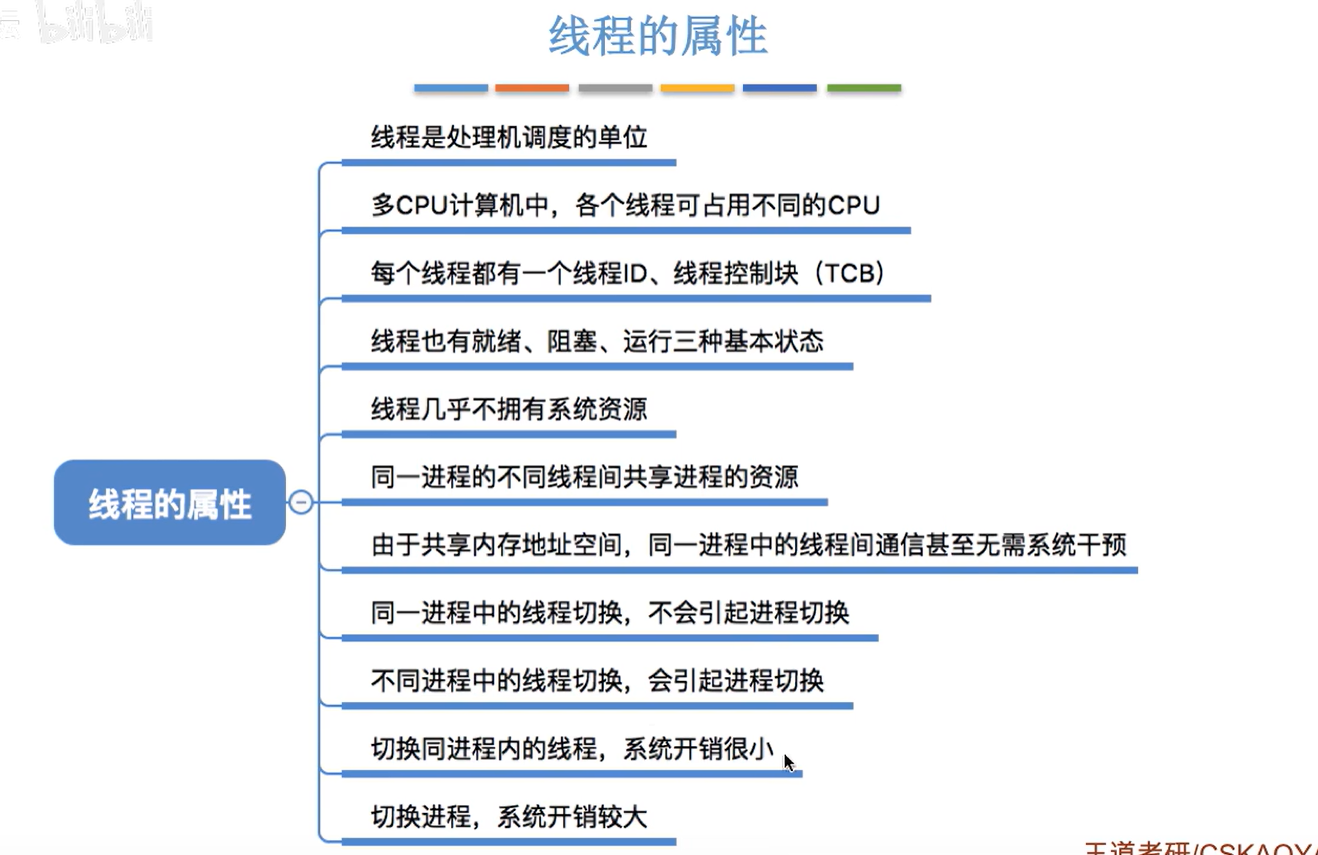 bilibili
线程的属性
线程是处理机调度的单位
多CPU计算机中，各个线程可占用不同的CPU
每个线程都有一个线程ID、线程控制块（TCB）
线程也有就绪、阻塞、运行三种基本状态
线程几乎不拥有系统资源
线程的属性
同一进程的不同线程间共享进程的资源
由于共享内存地址空间，同一进程中的线程间通信甚至无需系统干预
同一进程中的线程切换，不会引起进程切换
不同进程中的线程切换，会引起进程切换
切换同进程内的线程，系统开销很小
切换进程，系统开销较大
王道考研/CSKAOYA